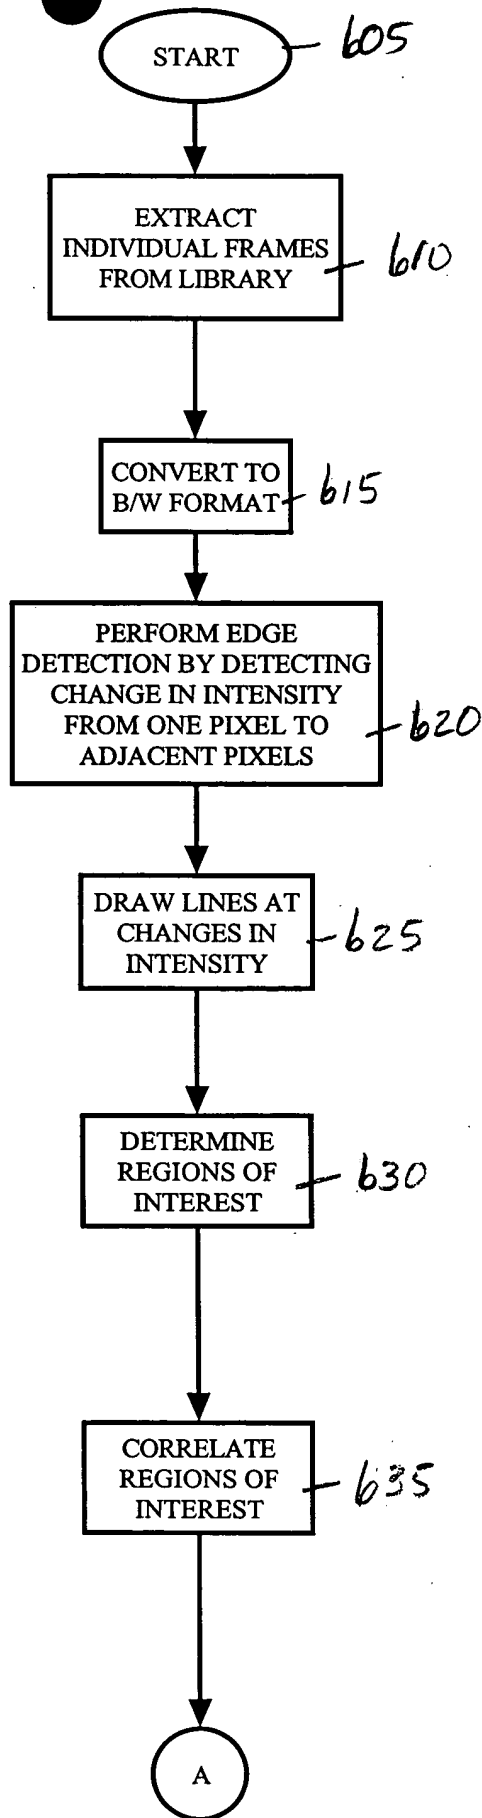 START
605
EXTRACT
INDIVIDUAL FRAMES
FROM LIBRARY
610
CONVERT TO
B/W FORMAT
615
PERFORM EDGE
DETECTION BY DETECTING
CHANGE IN INTENSITY
FROM ONE PIXEL TO
ADJACENT PIXELS
620
DRAW LINES AT
CHANGES IN
INTENSITY
625
DETERMINE
REGIONS OF
INTEREST
630
CORRELATE
REGIONS OF
INTEREST
635
A